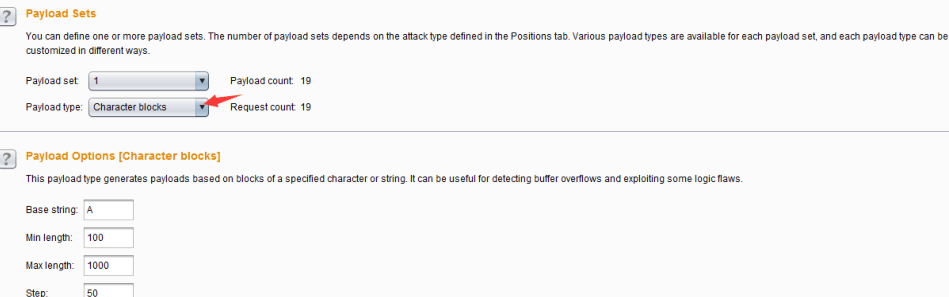 Payload Sets
You can define one or more payload sets. The number of payload sets depends on the attack type defined in the Positions tab. Various payload types are available for each payload set, and each payload type can be
customized in different ways.
Payload set: 1 Payload count: 19
Payload type: Character blocks Request count: 19
Payload Options [Character blocks]
This payload type generates payloads based on blocks of a specified character or string. It can be useful for detecting buffer overflows and exploiting some logic flaws.
Base string: A
Min length: 100
Max length: 1000
Step: 50